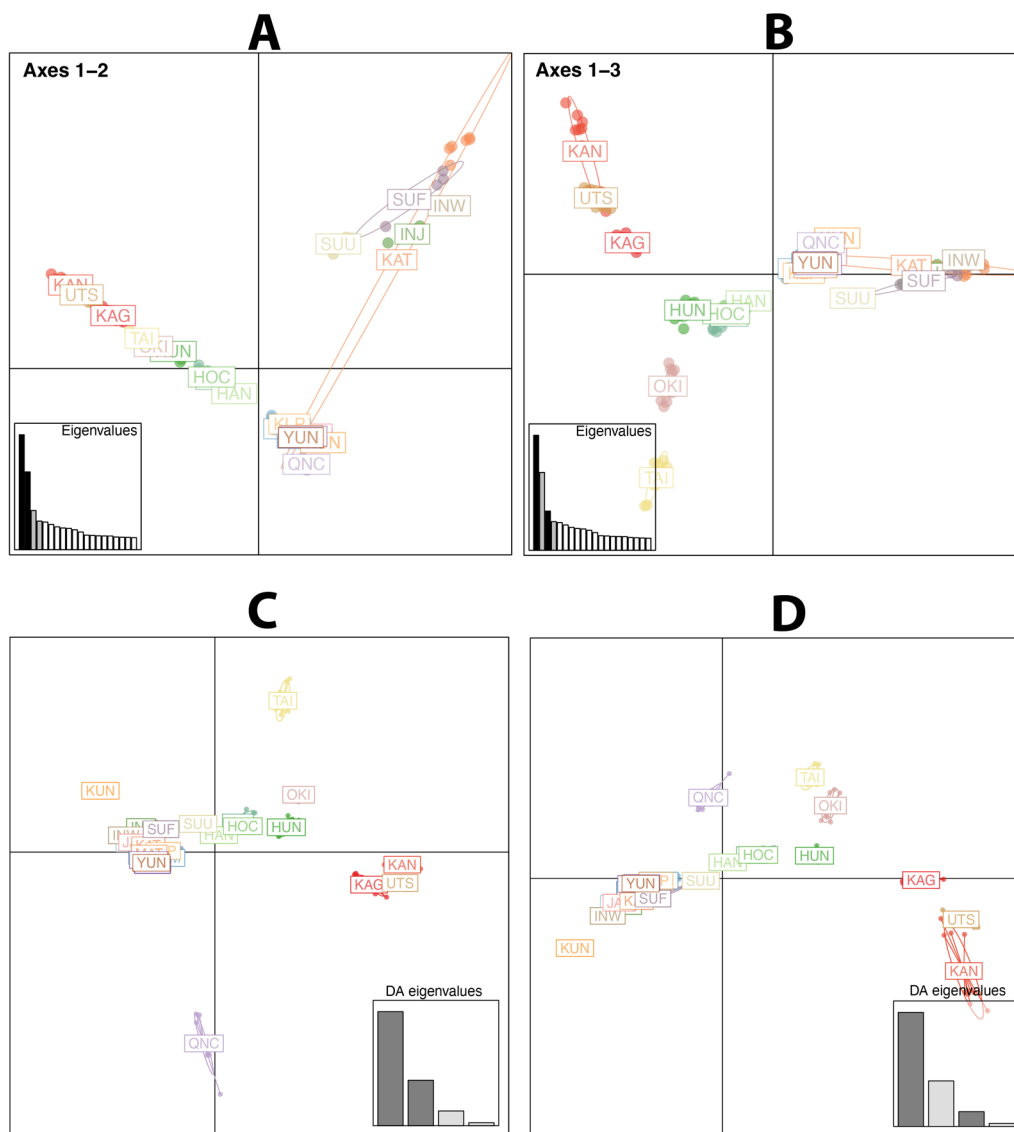 A
B
Axes 1–2
Axes 1–3
KAN
SUF
INW
UTS
SUU
INJ
KAG
QNC
KAT
INW
YUN
KAT
KAN
SUF
UTS
SUU
KAG
HAN
TAI
HUN
HOC
OKI
HUN
HOC
OKI
HAN
KLP
YUN
QNC
TAI
Eigenvalues
Eigenvalues
C
D
TAI
TAI
KUN
OKI
QNC
OKI
SUU
HOC
HUN
SUF
HAN
HOC
HUN
INW
HAN
YUN
KAN
YUN
SUU
KAG
KAG
UTS
SUF
INW
UTS
KUN
KAN
DA eigenvalues
DA eigenvalues
QNC